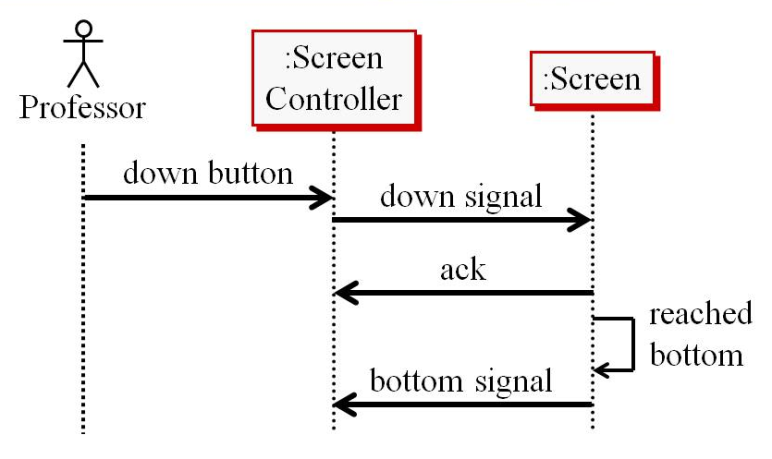 :Screen
Controller
:Screen
Professor
down button
down signal
ack
reached
bottom
bottom signal